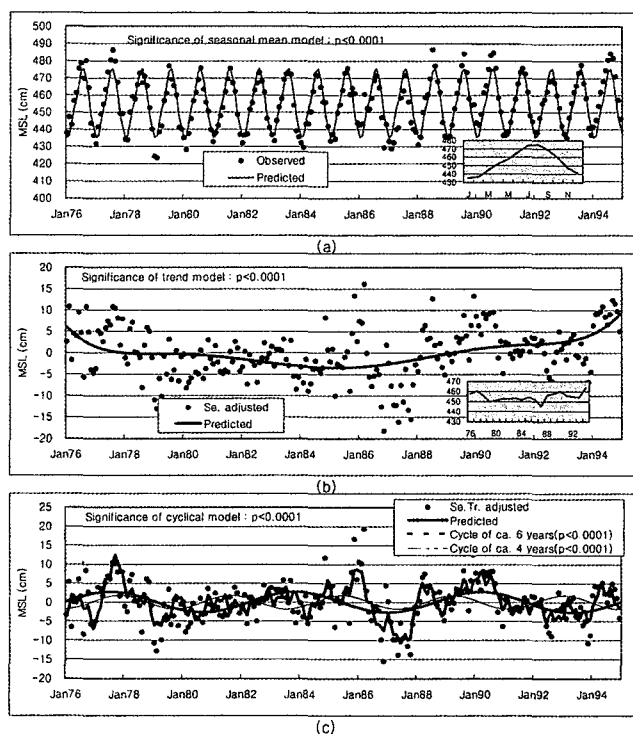 Significance of seasonal mean model : p<0.0001
500
490
480
470
460
450
440
430
420
410
400
MSL (cm)
Observed
Predicted
480
470
460
450
440
430
J M M J S N
Jan76 Jan78 Jan80 Jan82 Jan84 Jan86 Jan88 Jan90 Jan92 Jan94
(a)
Significance of trend model : p<0.0001
20
15
10
5
0
-5
-10
-15
-20
MSL (cm)
Se. adjusted
Predicted
470
460
450
440
430
76 80 84 88 92
Jan76 Jan78 Jan80 Jan82 Jan84 Jan86 Jan88 Jan90 Jan92 Jan94
(b)
Significance of cyclical model : p<0.0001
Se.Tr. adjusted
Predicted
Cycle of ca. 6 years(p<0.0001)
Cycle of ca. 4 years(p<0.0001)
25
20
15
10
5
0
-5
-10
-15
-20
MSL (cm)
Jan76 Jan78 Jan80 Jan82 Jan84 Jan86 Jan88 Jan90 Jan92 Jan94
(c)